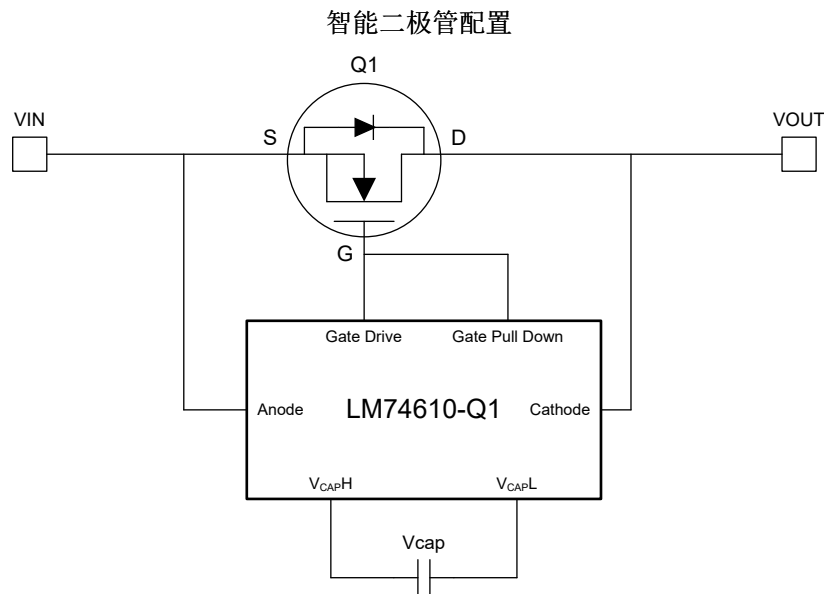 智能二极管配置
Q1
VIN
VOUT
S
D
G
Gate Drive
Gate Pull Down
Anode
LM74610-Q1
Cathode
VCAPH
VCAPL
Vcap